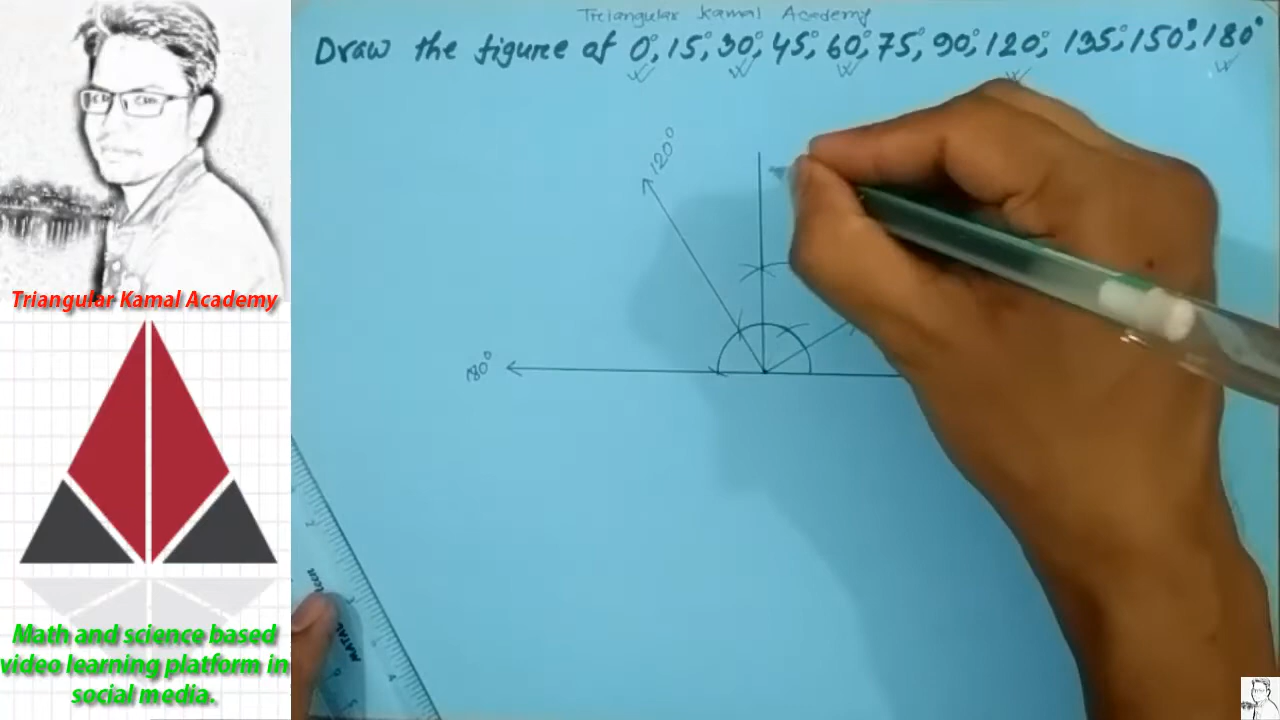 Treiangular Kamal Academy
Draw the figure of 0°, 15°, 30°, 45°, 60°, 75°, 90°, 120°, 135°, 150°, 180°
120°
180°
Triangular Kamal Academy
Math and science based
video learning platform in
social media.